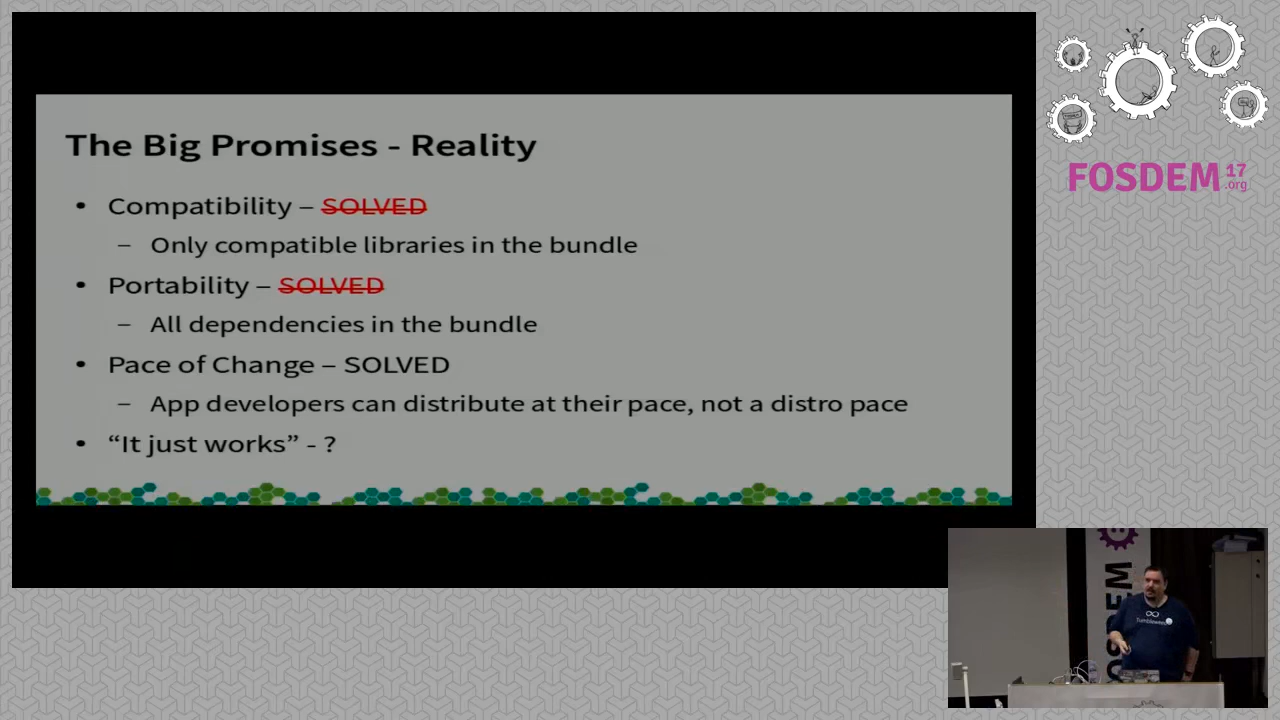 The Big Promises - Reality
• Compatibility – SOLVED
– Only compatible libraries in the bundle
• Portability – SOLVED
– All dependencies in the bundle
• Pace of Change – SOLVED
– App developers can distribute at their pace, not a distro pace
• “It just works” - ?
FOSDEM 17
.org
OSDEM
Tumbleweed